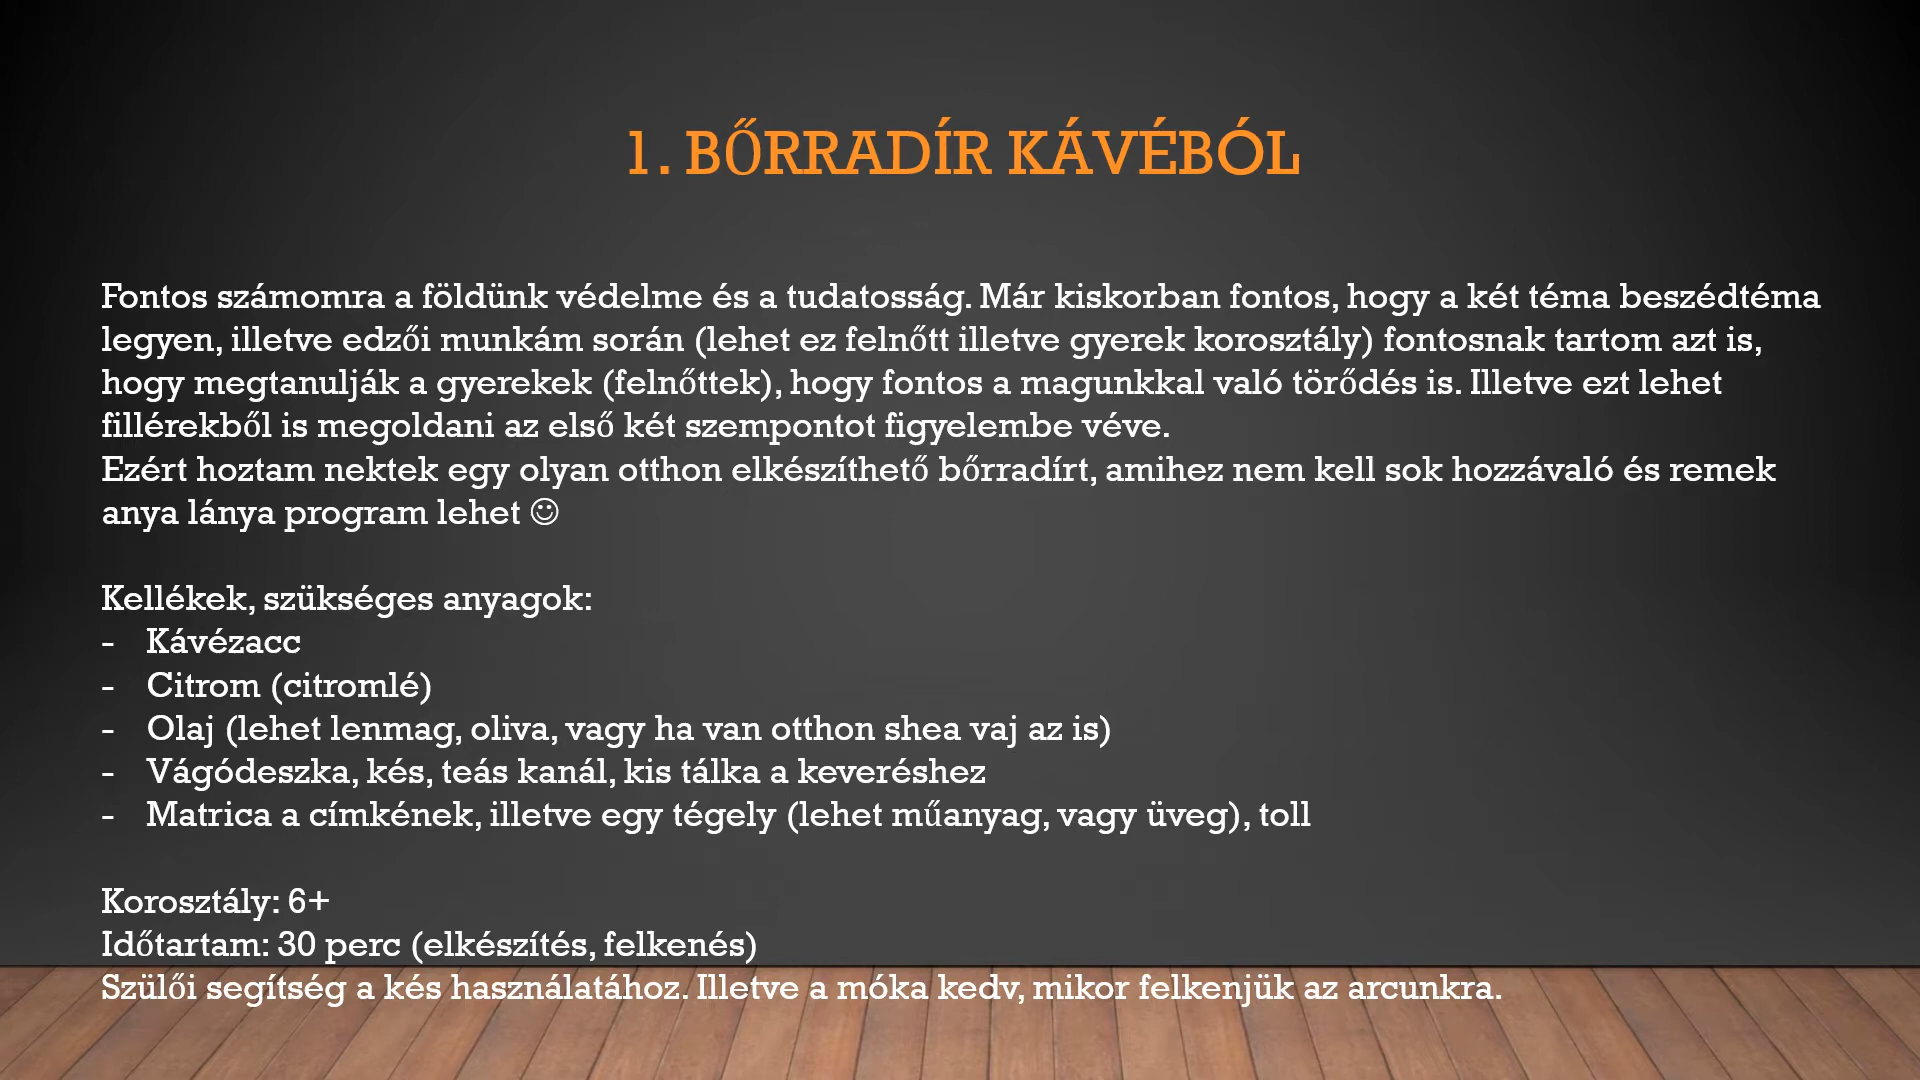 1. BŐRRADÍR KÁVÉBÓL
Fontos számomra a földünk védelme és a tudatosság. Már kiskorban fontos, hogy a két téma beszédtéma
legyen, illetve edzői munkám során (lehet ez felnőtt illetve gyerek korosztály) fontosnak tartom azt is,
hogy megtanulják a gyerekek (felnőttek), hogy fontos a magunkkal való törődés is. Illetve ezt lehet
fillérekből is megoldani az első két szempontot figyelembe véve.
Ezért hoztam nektek egy olyan otthon elkészíthető bőrradírt, amihez nem kell sok hozzávaló és remek
anya lánya program lehet ☺
Kellékek, szükséges anyagok:
- Kávézacc
- Citrom (citromlé)
- Olaj (lehet lenmag, oliva, vagy ha van otthon shea vaj az is)
- Vágódeszka, kés, teás kanál, kis tálka a keveréshez
- Matrica a címkének, illetve egy tégely (lehet műanyag, vagy üveg), toll
Korosztály: 6+
Időtartam: 30 perc (elkészítés, felkenés)
Szülői segítség a kés használatához. Illetve a móka kedv, mikor felkenjük az arcunkra.